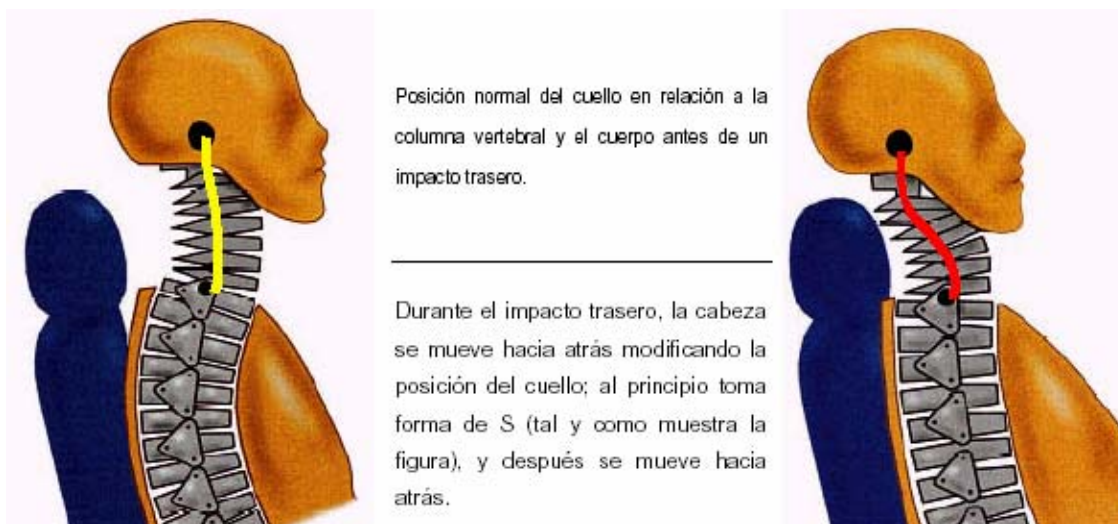 Posición normal del cuello en relación a la
columna vertebral y el cuerpo antes de un
impacto trasero.
Durante el impacto trasero, la cabeza
se mueve hacia atrás modificando la
posición del cuello; al principio toma
forma de S (tal y como muestra la
figura), y después se mueve hacia
atrás.